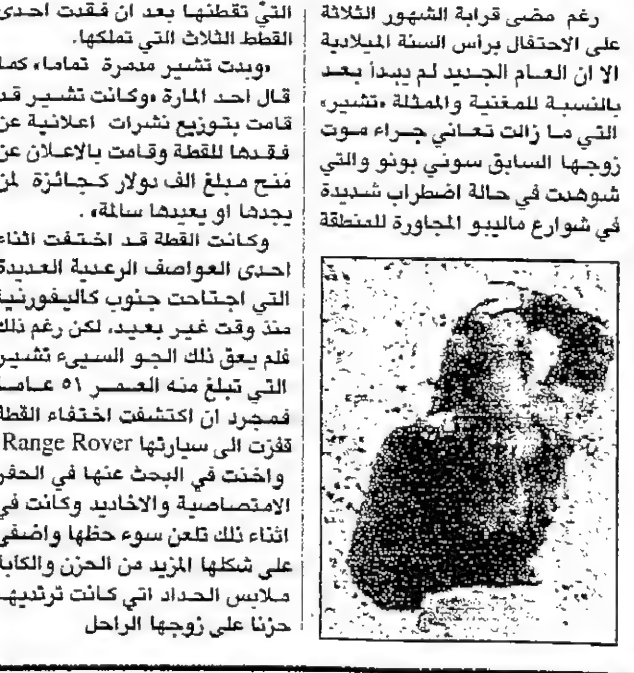 رغم مضى قرابة الشهور الثلاثة
على الاحتفال برأس السنة الميلادية
الا ان العام الجديد لم يبدأ بعد
بالنسبة للمغنية والممثلة «تشير»
التي ما زالت تعاني جراء موت
زوجها السابق سوني بونو والتي
شوهدت في حالة اضطراب شديدة
في شوارع ماليبو المجاورة للمنطقة
التيّ تقطنها بعد ان فقدت احدى
القطط الثلاث التي تملكها.
«وبدت تشير مدمرة تماما» كما
قال احد المارة «وكانت تشير قد
قامت بتوزيع نشرات اعلانية عن
فقدها للقطة وقامت بالاعلان عن
منح مبلغ الف دولار كجائزة لمن
يجدها او يعيدها سالمة» .
وكانت القطة قد اختفت اثناء
احدى العواصف الرعدية العديدة
التي اجتاحت جنوب كاليفورنية
منذ وقت غير بعيد، لكن رغم ذلك
فلم يعق ذلك الجو السيىء تشير
التي تبلغ منه العمر ٥١ عاما
فمجرد ان اكتشفت اختفاء القطة
قفزت الى سيارتها Range Rover
واخذت في البحث عنها في الحفر
الامتصاصية والاخاديد وكانت في
اثناء ذلك تلعن سوء حظها واضفى
على شكلها المزيد من الحزن والكابة
ملابس الحداد اتي كانت ترتديها
حزنا على زوجها الراحل